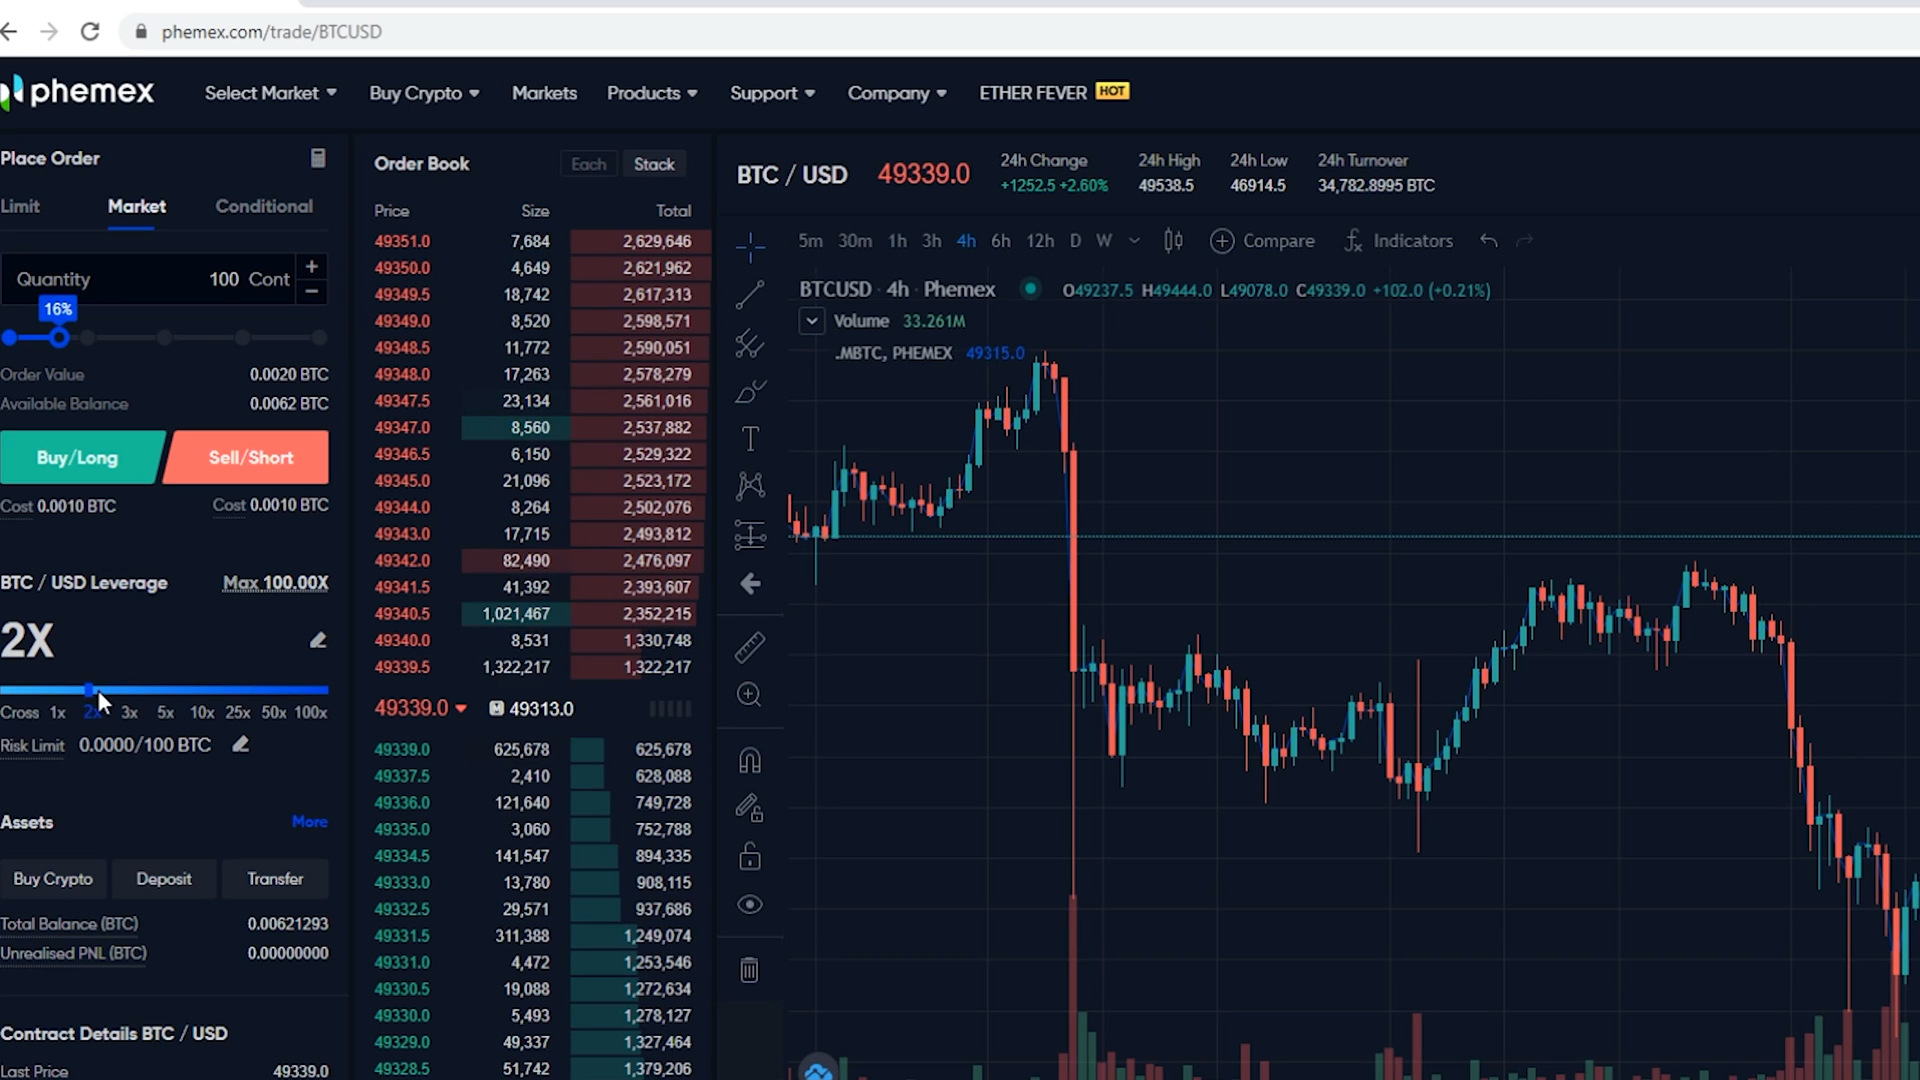 phemex.com/trade/BTCUSD
phemex Select Market Buy Crypto Markets Products Support Company ETHER FEVER HOT
Place Order
Limit Market Conditional
Quantity 100 Cont + −
16%
Order Value 0.0020 BTC
Available Balance 0.0062 BTC
Buy/Long Sell/Short
Cost 0.0010 BTC Cost 0.0010 BTC
BTC / USD Leverage Max 100.00X
2X
Cross 1x 2x 3x 5x 10x 25x 50x 100x
Risk Limit 0.0000/100 BTC
Assets More
Buy Crypto Deposit Transfer
Total Balance (BTC) 0.00621293
Unrealised PNL (BTC) 0.00000000
Contract Details BTC / USD
Last Price 49339.0
Order Book Each Stack
Price Size Total
49351.0 7,684 2,629,646
49350.0 4,649 2,621,962
49349.5 18,742 2,617,313
49349.0 8,520 2,598,571
49348.5 11,772 2,590,051
49348.0 17,263 2,578,279
49347.5 23,134 2,561,016
49347.0 8,560 2,537,882
49346.5 6,150 2,529,322
49345.0 21,096 2,523,172
49344.0 8,264 2,502,076
49343.0 17,715 2,493,812
49342.0 82,490 2,476,097
49341.5 41,392 2,393,607
49340.5 1,021,467 2,352,215
49340.0 8,531 1,330,748
49339.5 1,322,217 1,322,217
49339.0 M 49313.0
49339.0 625,678 625,678
49337.5 2,410 628,088
49336.0 121,640 749,728
49335.0 3,060 752,788
49334.5 141,547 894,335
49333.0 13,780 908,115
49332.5 29,571 937,686
49331.5 311,388 1,249,074
49331.0 4,472 1,253,546
49330.5 19,088 1,272,634
49330.0 5,493 1,278,127
49329.0 49,337 1,327,464
49328.5 51,742 1,379,206
BTC / USD 49339.0
24h Change 24h High 24h Low 24h Turnover
+1252.5 +2.60% 49538.5 46914.5 34,782.8995 BTC
5m 30m 1h 3h 4h 6h 12h D W Compare Indicators
BTCUSD · 4h · Phemex O49237.5 H49444.0 L49078.0 C49339.0 +102.0 (+0.21%)
Volume 33.261M
.MBTC, PHEMEX 49315.0
T